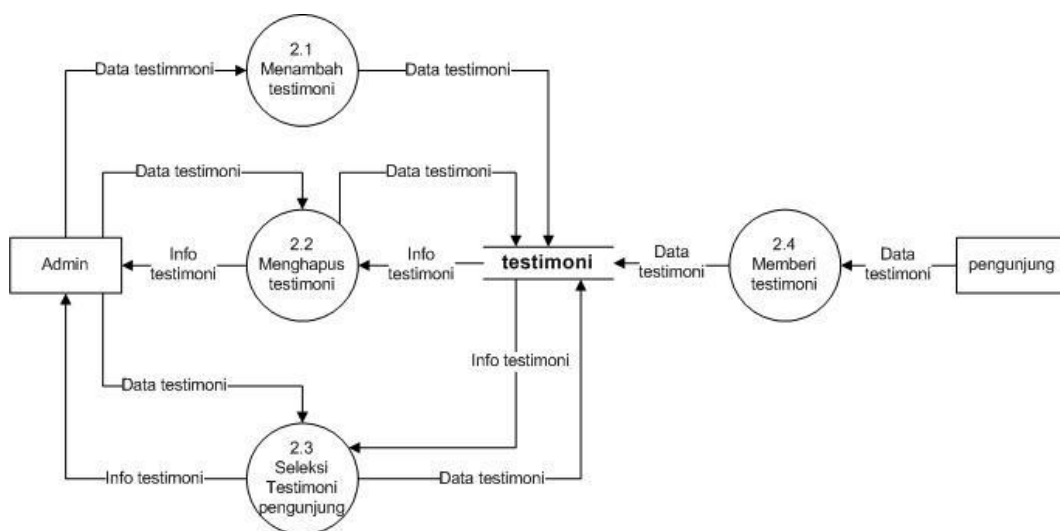 2.1
Menambah
testimoni
Data testimmoni
Data testimoni
Data testimoni
Data testimoni
2.2
Menghapus
testimoni
Admin
Info
testimoni
Info
testimoni
testimoni
Data
testimoni
2.4
Memberi
testimoni
Data
testimoni
pengunjung
Info testimoni
Data testimoni
2.3
Seleksi
Testimoni
pengunjung
Info testimoni
Data testimoni